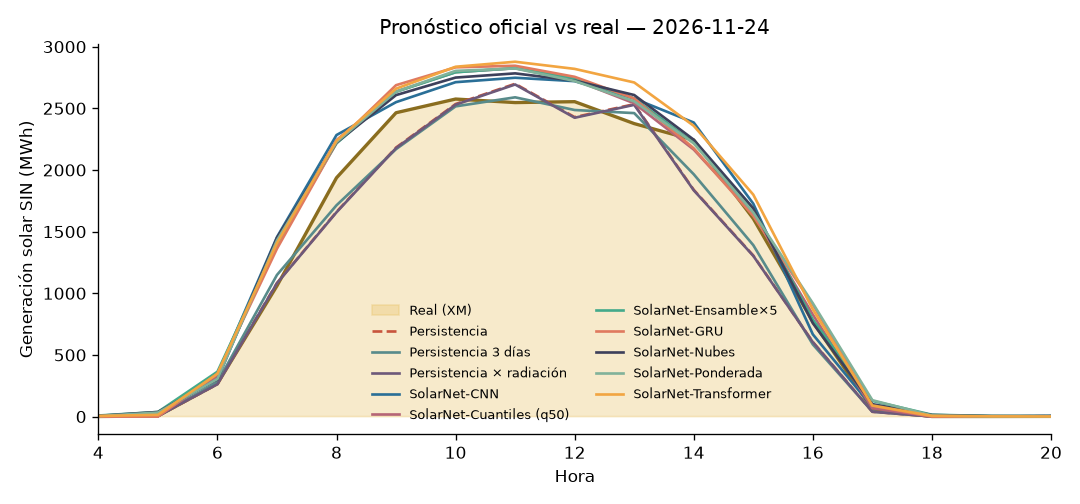 Pronóstico oficial vs real — 2026-11-24
Generación solar SIN (MWh)
3000
2500
2000
1500
1000
500
0
Real (XM)
Persistencia
Persistencia 3 días
Persistencia × radiación
SolarNet-CNN
SolarNet-Cuantiles (q50)
SolarNet-Ensamble×5
SolarNet-GRU
SolarNet-Nubes
SolarNet-Ponderada
SolarNet-Transformer
4 6 8 10 12 14 16 18 20
Hora